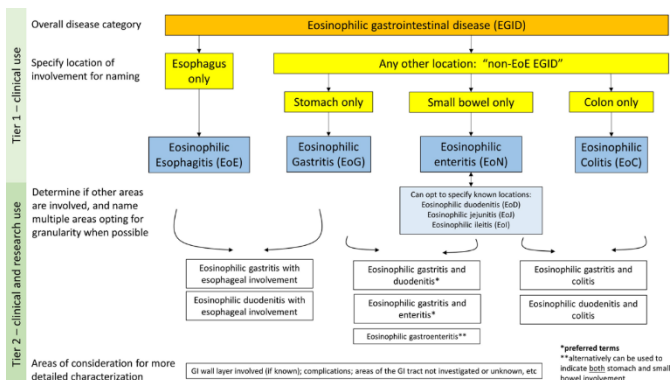 Tier 1 – clinical use
Tier 2 – clinical and research use
Overall disease category
Eosinophilic gastrointestinal disease (EGID)
Specify location of
involvement for naming
Esophagus
only
Any other location: “non-EoE EGID”
Stomach only
Small bowel only
Colon only
Eosinophilic
Esophagitis (EoE)
Eosinophilic
Gastritis (EoG)
Eosinophilic
enteritis (EoN)
Eosinophilic
Colitis (EoC)
Determine if other areas
are involved, and name
multiple areas opting for
granularity when possible
Can opt to specify known locations:
Eosinophilic duodenitis (EoD)
Eosinophilic jejunitis (EoJ)
Eosinophilic ileitis (EoI)
Eosinophilic gastritis with
esophageal involvement
Eosinophilic duodenitis with
esophageal involvement
Eosinophilic gastritis and
duodenitis*
Eosinophilic gastritis and
enteritis*
Eosinophilic gastroenteritis**
Eosinophilic gastritis and
colitis
Eosinophilic duodenitis and
colitis
Areas of consideration for more
detailed characterization
GI wall layer involved (if known); complications; areas of the GI tract not investigated or unknown, etc
*preferred terms
**alternatively can be used to
indicate both stomach and small
bowel involvement